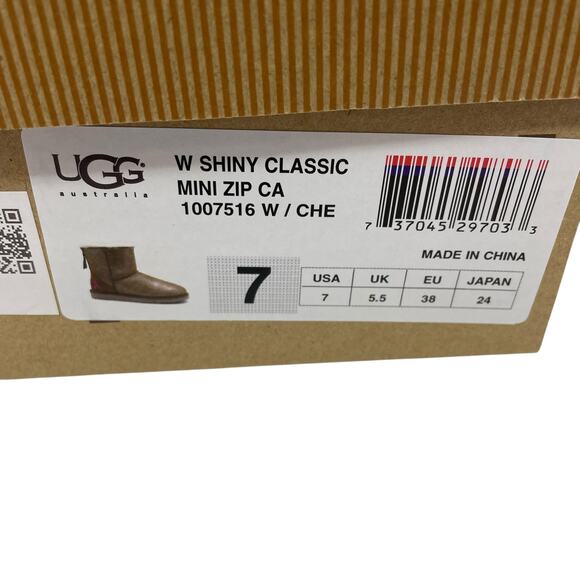 UGG®
australia
W SHINY CLASSIC
MINI ZIP CA
1007516 W / CHE
7 37045 29703 3
MADE IN CHINA
7
USA UK EU JAPAN
7 5.5 38 24